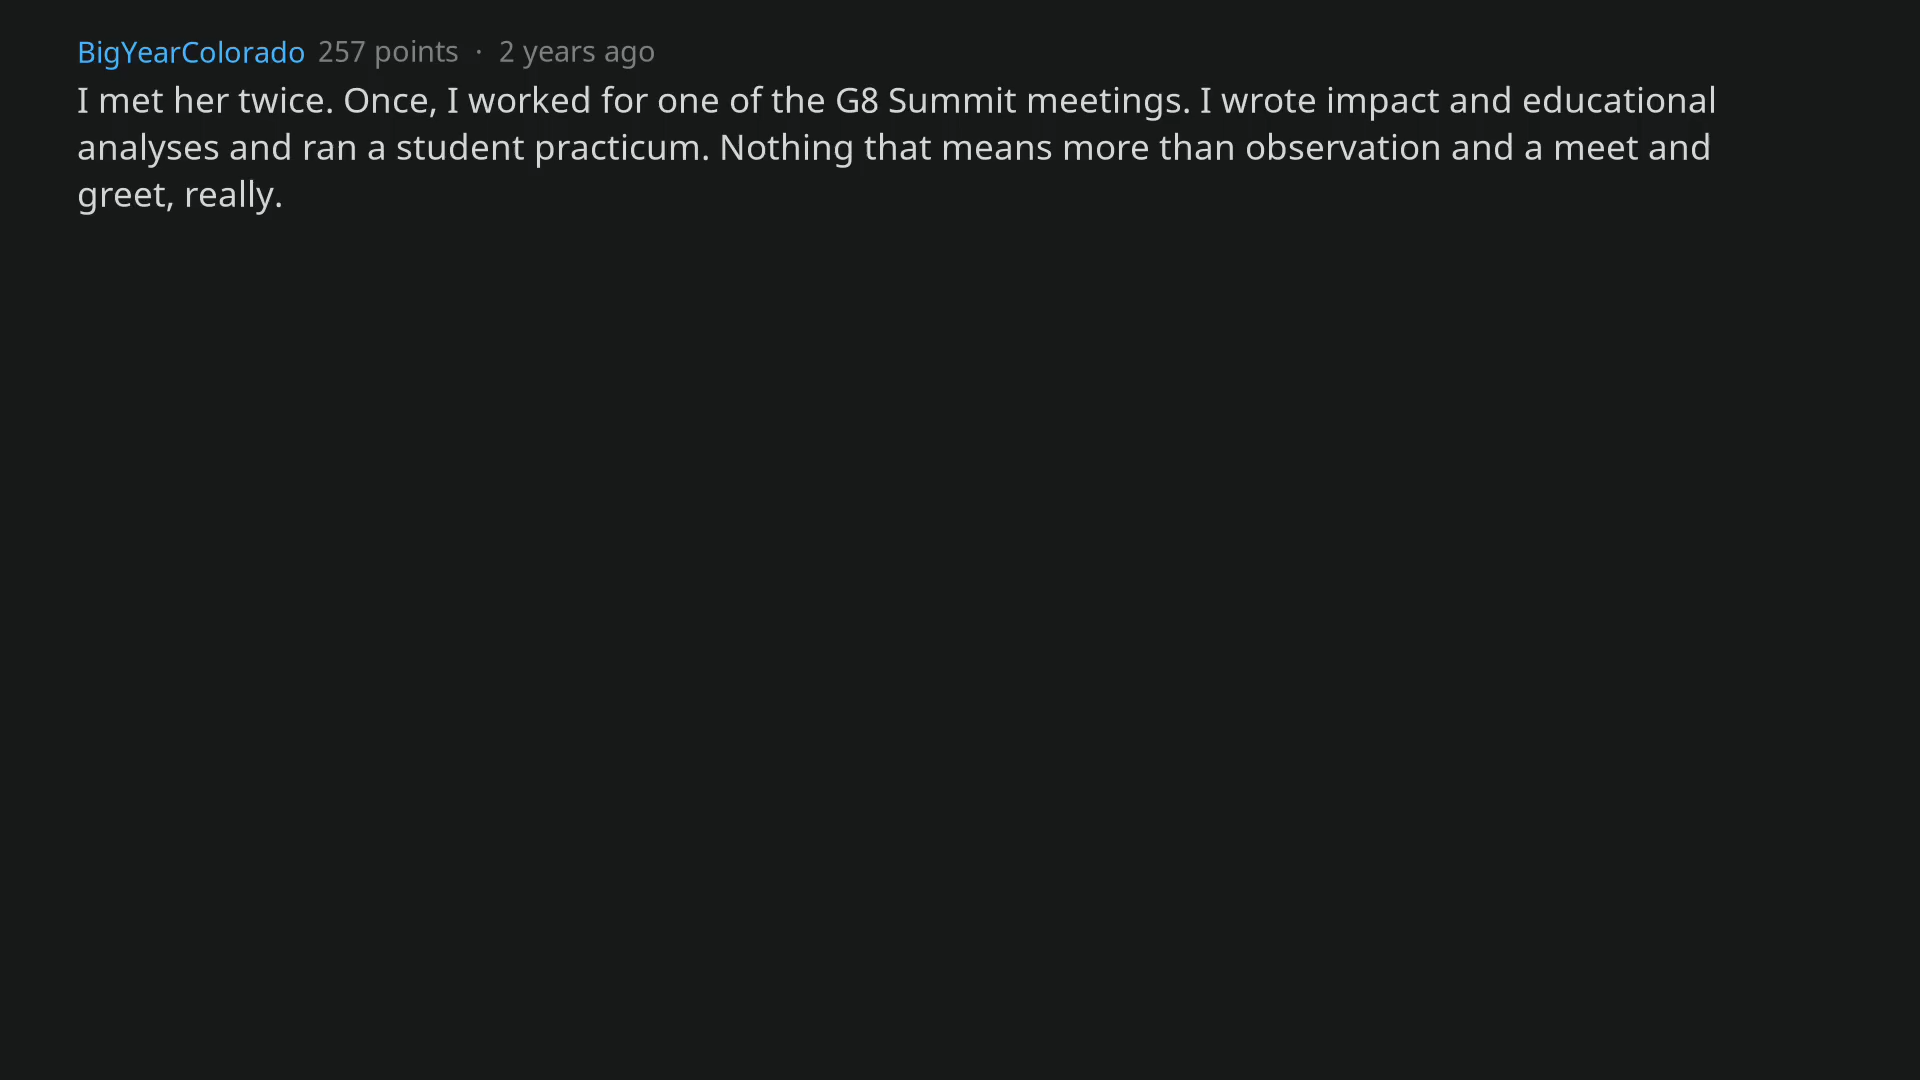 BigYearColorado 257 points · 2 years ago
I met her twice. Once, I worked for one of the G8 Summit meetings. I wrote impact and educational
analyses and ran a student practicum. Nothing that means more than observation and a meet and
greet, really.